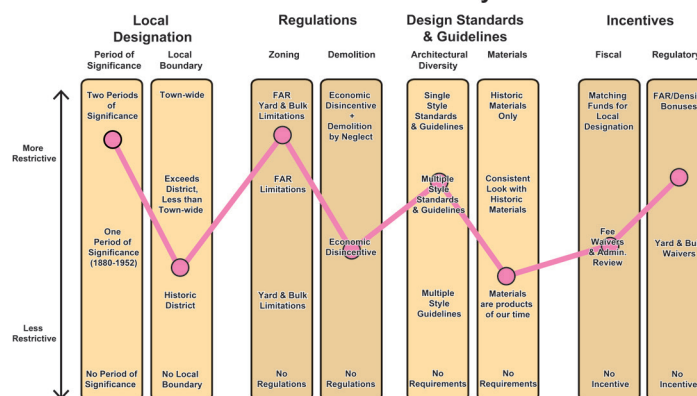 Local
Designation
Regulations
Design Standards
& Guidelines
Incentives
Period of
Significance
Local
Boundary
Zoning
Demolition
Architectural
Diversity
Materials
Fiscal
Regulatory
More
Restrictive
Less
Restrictive
Two Periods
of
Significance
One
Period of
Significance
(1880-1952)
No Period of
Significance
Town-wide
Exceeds
District,
Less than
Town-wide
Historic
District
No Local
Boundary
FAR
Yard & Bulk
Limitations
FAR
Limitations
Yard & Bulk
Limitations
No
Regulations
Economic
Disincentive
+
Demolition
by Neglect
Economic
Disincentive
No
Regulations
Single
Style
Standards
& Guidelines
Multiple
Style
Standards
& Guidelines
Multiple
Style
Guidelines
No
Requirements
Historic
Materials
Only
Consistent
Look with
Historic
Materials
Materials
are products
of our time
No
Requirements
Matching
Funds for
Local
Designation
Fee
Waivers
& Admin.
Review
No
Incentive
FAR/Densi
Bonuses
Yard & Bu
Waivers
No
Incentive